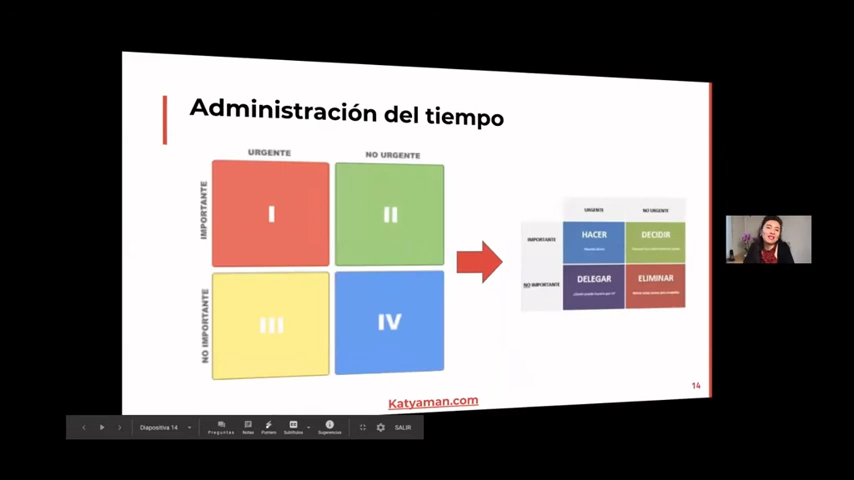 Administración del tiempo
URGENTE
NO URGENTE
IMPORTANTE
I
II
NO IMPORTANTE
III
IV
URGENTE
NO URGENTE
IMPORTANTE
HACER
DECIDIR
NO IMPORTANTE
DELEGAR
ELIMINAR
14
Katyaman.com
Diapositiva 14
Preguntas
Notas
Puntero
Subtítulos
Sugerencias
SALIR